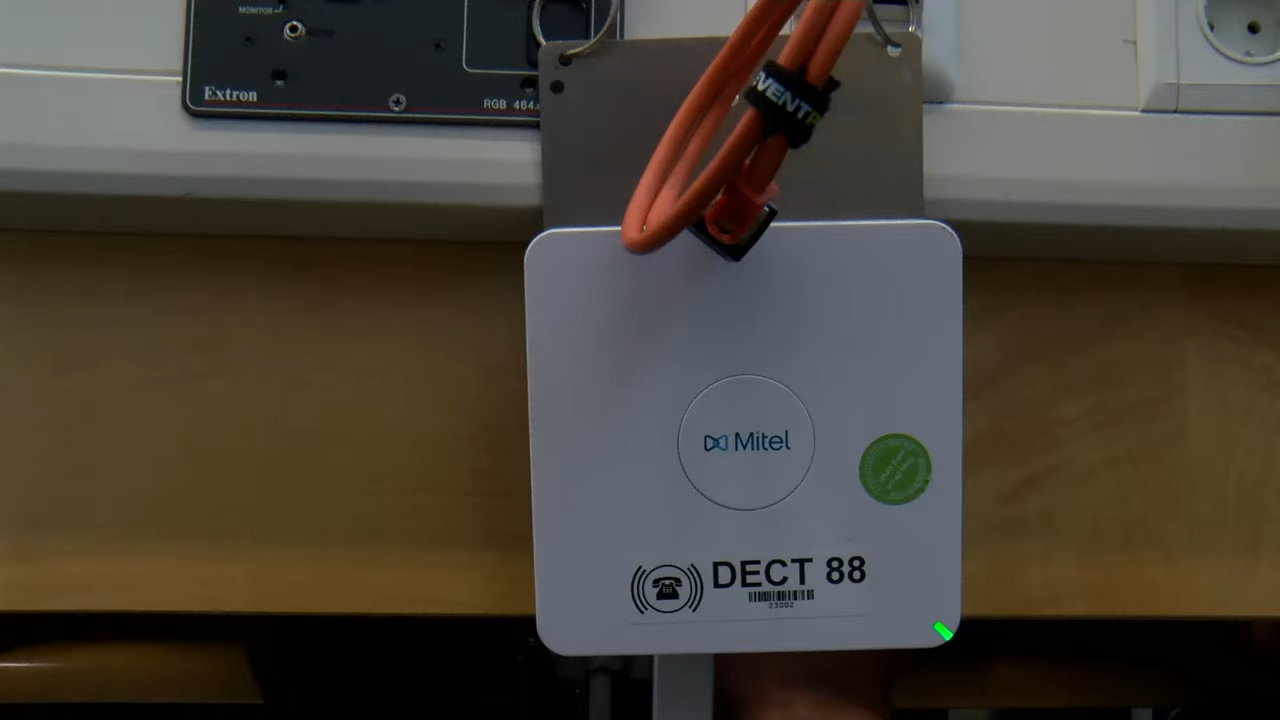 MONITOR
Extron
RGB 464x
EVENT
Mitel
DECT 88
23002